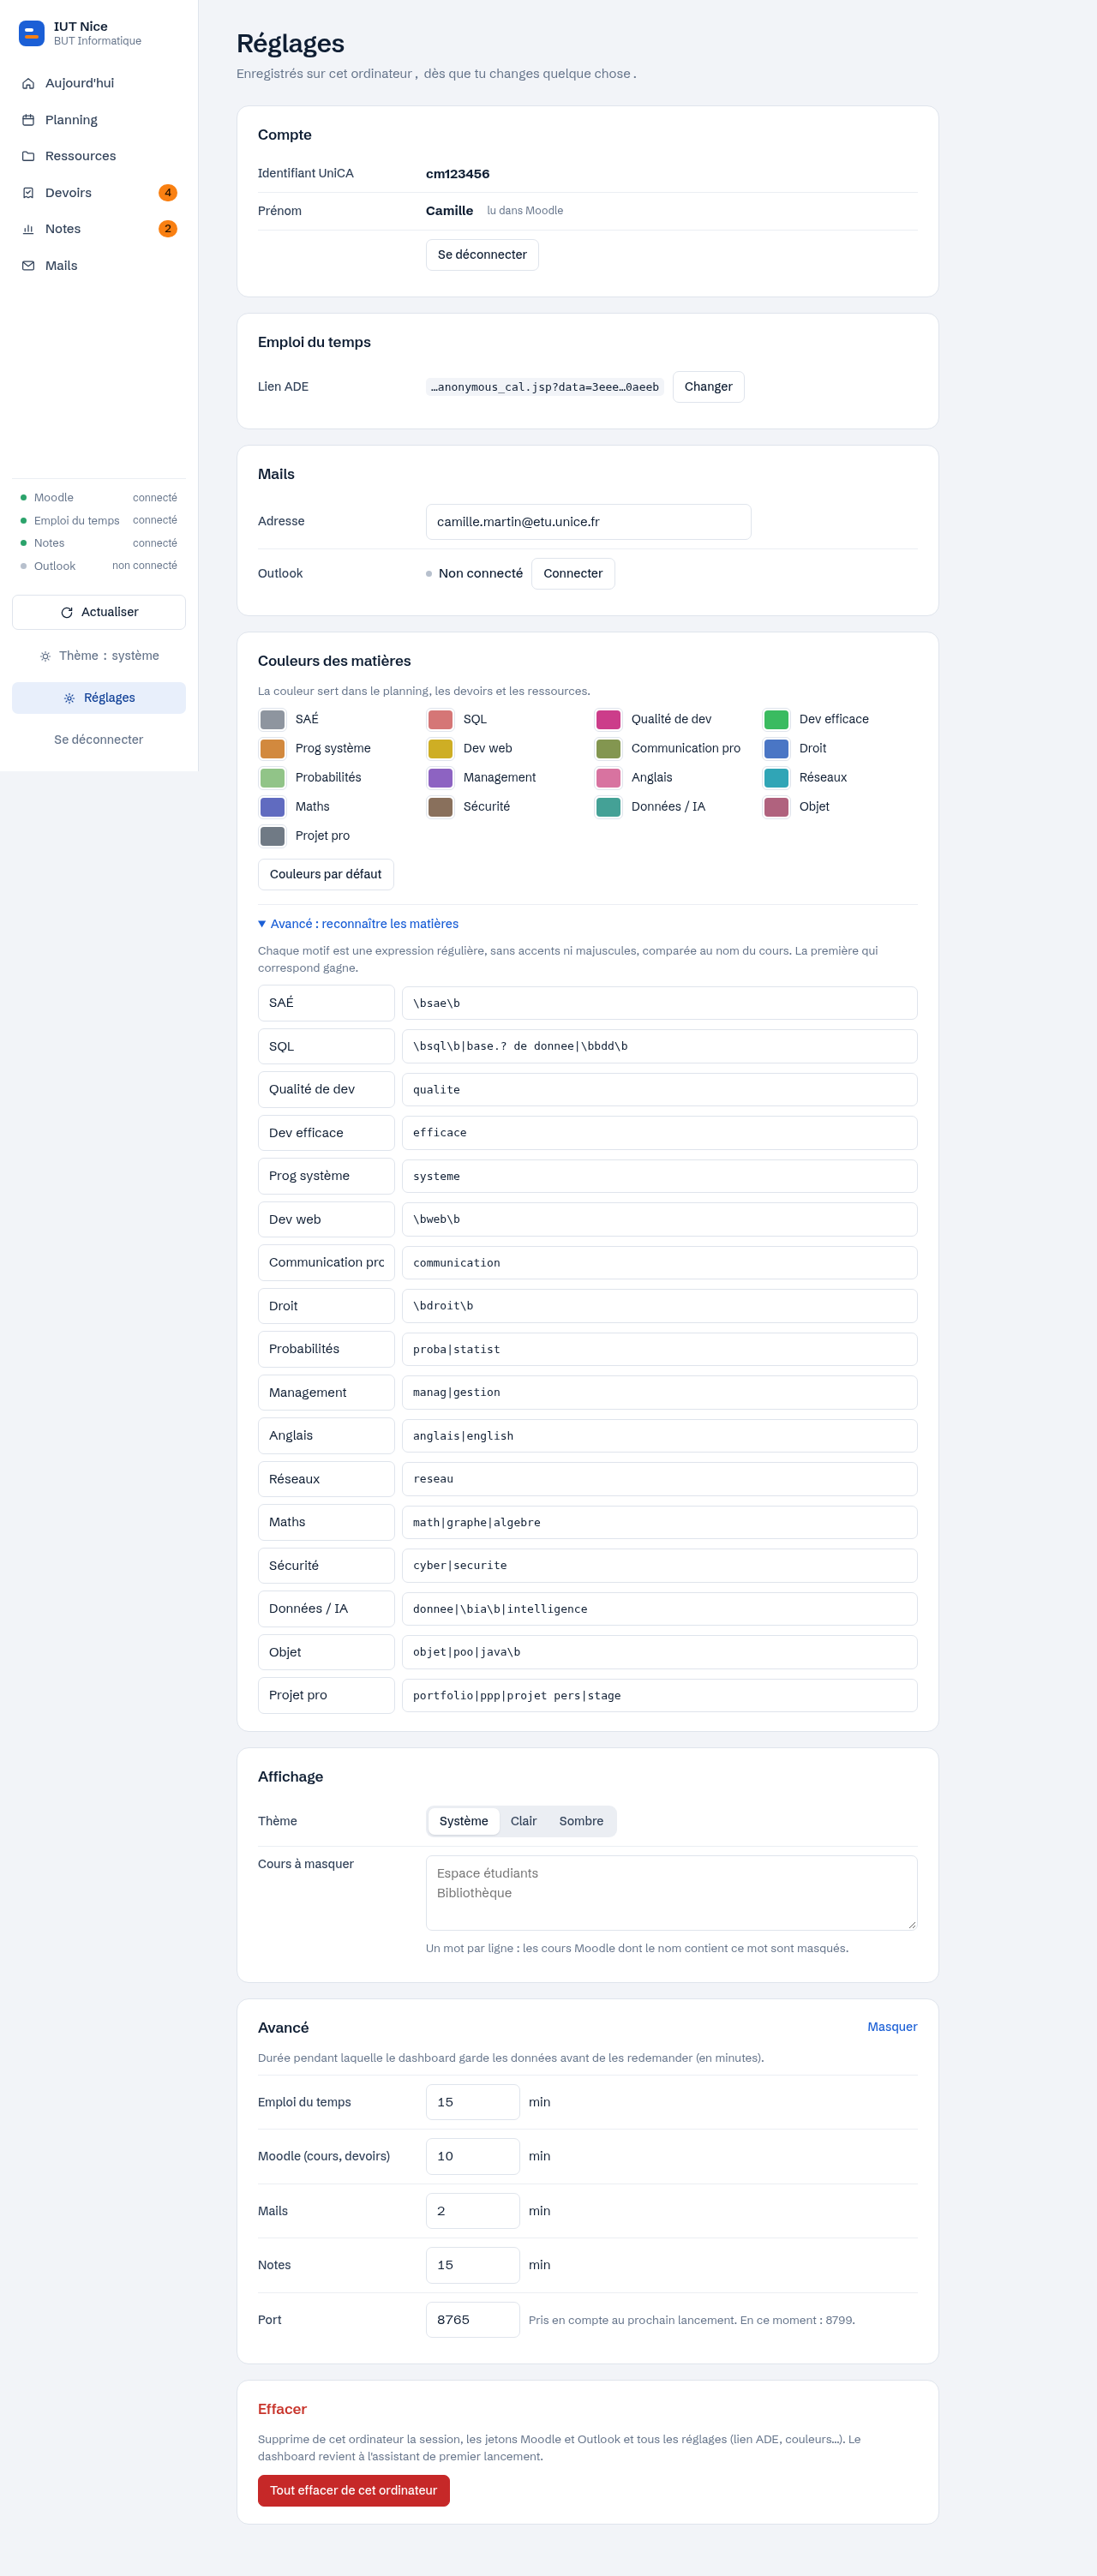 IUT Nice
BUT Informatique
Aujourd'hui
Planning
Ressources
Devoirs 4
Notes 2
Mails
Moodle connecté
Emploi du temps connecté
Notes connecté
Outlook non connecté
Actualiser
Thème : système
Réglages
Se déconnecter
Réglages
Enregistrés sur cet ordinateur, dès que tu changes quelque chose.
Compte
Identifiant UniCA cm123456
Prénom Camille lu dans Moodle
Se déconnecter
Emploi du temps
Lien ADE …anonymous_cal.jsp?data=3eee…0aeeb Changer
Mails
Adresse camille.martin@etu.unice.fr
Outlook Non connecté Connecter
Couleurs des matières
La couleur sert dans le planning, les devoirs et les ressources.
SAÉ SQL Qualité de dev Dev efficace
Prog système Dev web Communication pro Droit
Probabilités Management Anglais Réseaux
Maths Sécurité Données / IA Objet
Projet pro
Couleurs par défaut
▼ Avancé : reconnaître les matières
Chaque motif est une expression régulière, sans accents ni majuscules, comparée au nom du cours. La première qui
correspond gagne.
SAÉ \bsae\b
SQL \bsql\b|base.? de donnee|\bbdd\b
Qualité de dev qualite
Dev efficace efficace
Prog système systeme
Dev web \bweb\b
Communication pro communication
Droit \bdroit\b
Probabilités proba|statist
Management manag|gestion
Anglais anglais|english
Réseaux reseau
Maths math|graphe|algebre
Sécurité cyber|securite
Données / IA donnee|\bia\b|intelligence
Objet objet|poo|java\b
Projet pro portfolio|ppp|projet pers|stage
Affichage
Thème Système Clair Sombre
Cours à masquer Espace étudiants
Bibliothèque
Un mot par ligne : les cours Moodle dont le nom contient ce mot sont masqués.
Avancé Masquer
Durée pendant laquelle le dashboard garde les données avant de les redemander (en minutes).
Emploi du temps 15 min
Moodle (cours, devoirs) 10 min
Mails 2 min
Notes 15 min
Port 8765 Pris en compte au prochain lancement. En ce moment : 8799.
Effacer
Supprime de cet ordinateur la session, les jetons Moodle et Outlook et tous les réglages (lien ADE, couleurs…). Le
dashboard revient à l'assistant de premier lancement.
Tout effacer de cet ordinateur